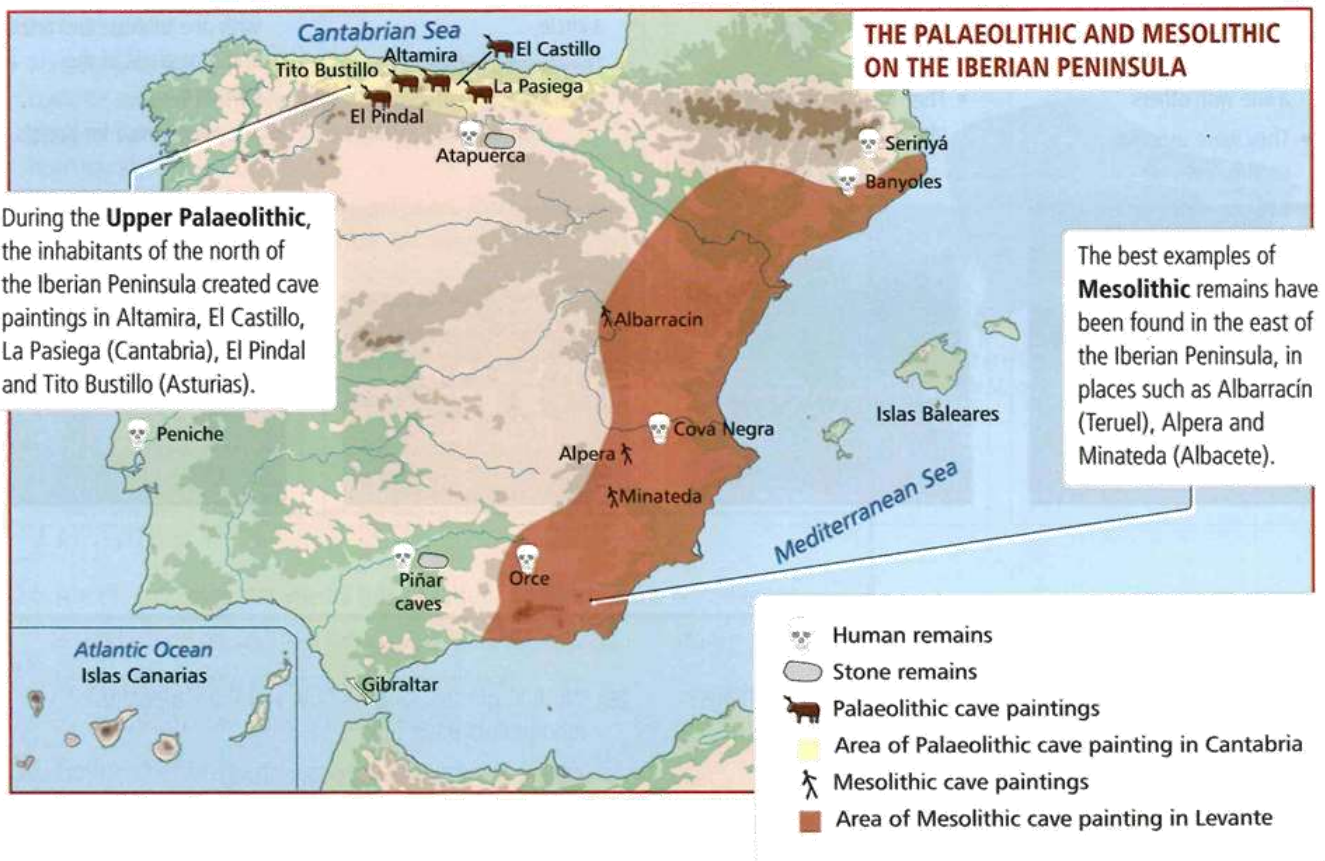 THE PALAEOLITHIC AND MESOLITHIC
ON THE IBERIAN PENINSULA
Cantabrian Sea
Altamira
El Castillo
Tito Bustillo
La Pasiega
El Pindal
Atapuerca
Serinyá
Banyoles
During the Upper Palaeolithic,
the inhabitants of the north of
the Iberian Peninsula created cave
paintings in Altamira, El Castillo,
La Pasiega (Cantabria), El Pindal
and Tito Bustillo (Asturias).
The best examples of
Mesolithic remains have
been found in the east of
the Iberian Peninsula, in
places such as Albarracín
(Teruel), Alpera and
Minateda (Albacete).
Albarracin
Islas Baleares
Peniche
Cova Negra
Alpera
Minateda
Mediterranean Sea
Piñar
caves
Orce
Atlantic Ocean
Islas Canarias
Gibraltar
Human remains
Stone remains
Palaeolithic cave paintings
Area of Palaeolithic cave painting in Cantabria
Mesolithic cave paintings
Area of Mesolithic cave painting in Levante